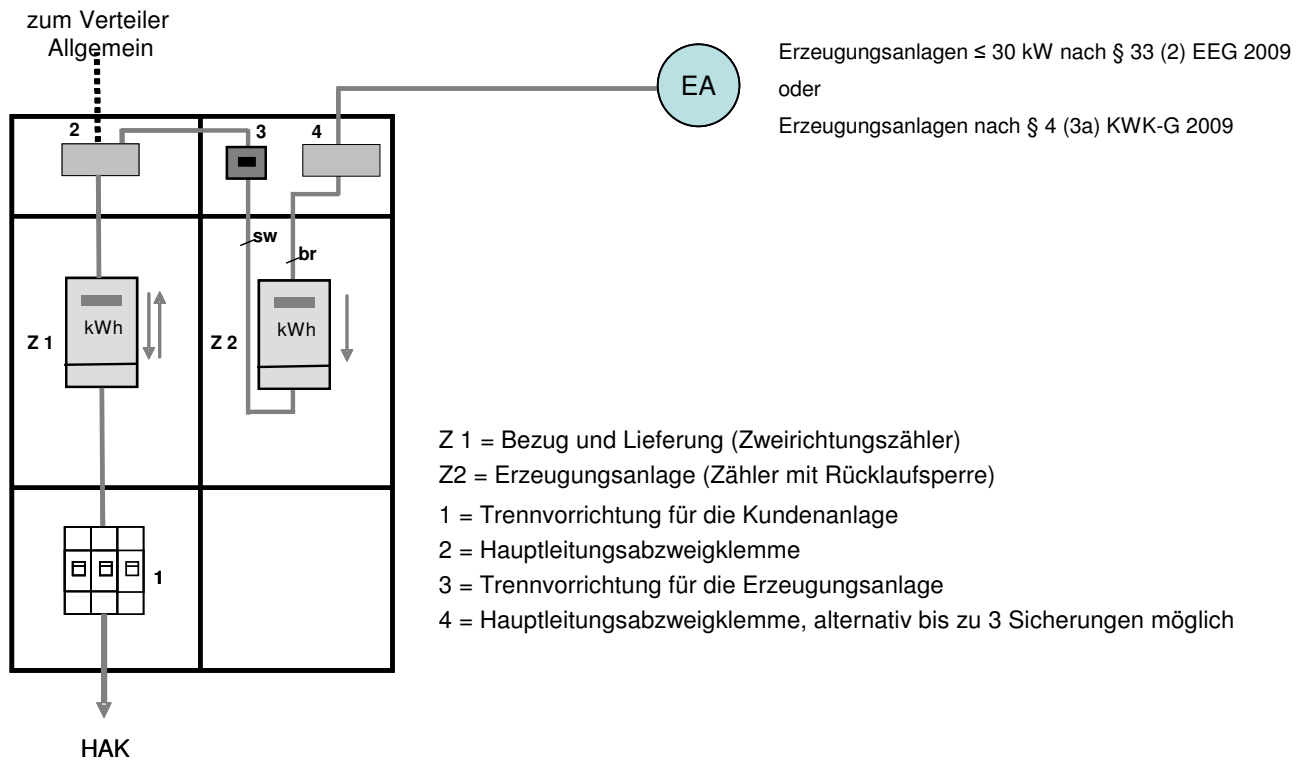 zum Verteiler
Allgemein
EA
Erzeugungsanlagen ≤ 30 kW nach § 33 (2) EEG 2009
oder
Erzeugungsanlagen nach § 4 (3a) KWK-G 2009
2
3
4
sw
br
Z 1
kWh
Z 2
kWh
Z 1 = Bezug und Lieferung (Zweirichtungszähler)
Z2 = Erzeugungsanlage (Zähler mit Rücklaufsperre)
1 = Trennvorrichtung für die Kundenanlage
2 = Hauptleitungsabzweigklemme
3 = Trennvorrichtung für die Erzeugungsanlage
4 = Hauptleitungsabzweigklemme, alternativ bis zu 3 Sicherungen möglich
1
HAK